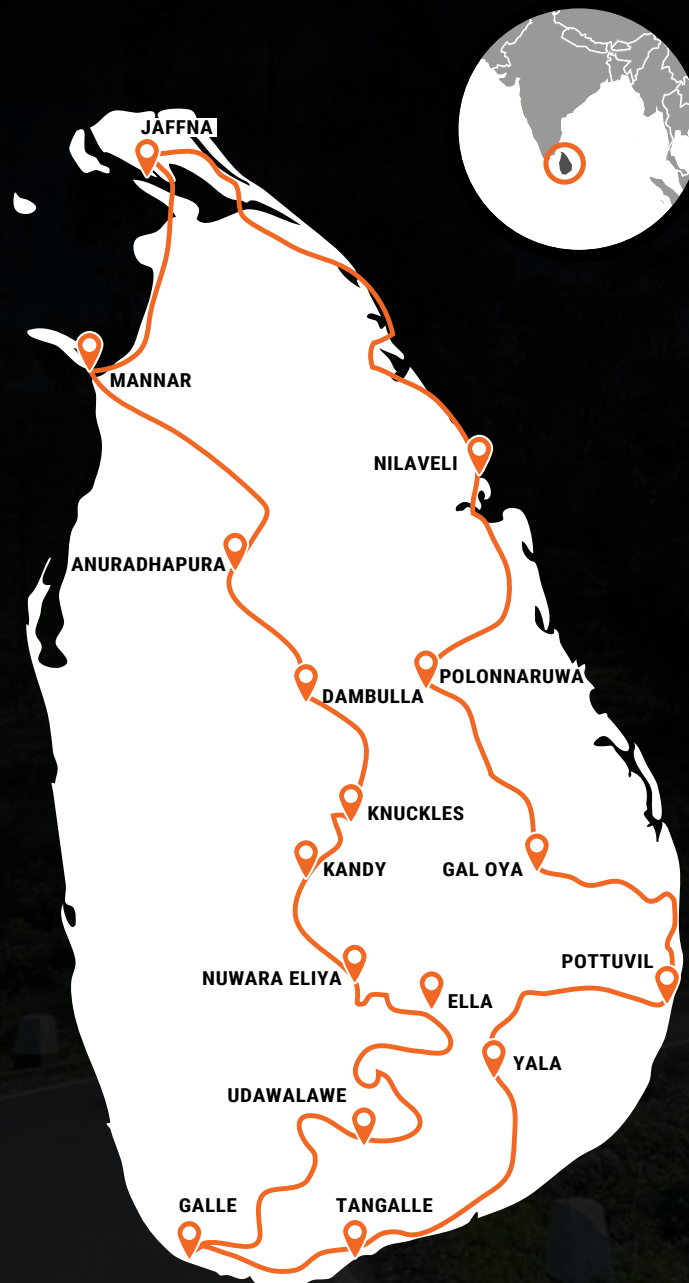 JAFFNA
MANNAR
NILAVELI
ANURADHAPURA
POLONNARUWA
DAMBULLA
KNUCKLES
KANDY
GAL OYA
POTTUVIL
NUWARA ELIYA
ELLA
YALA
UDAWALAWE
GALLE
TANGALLE